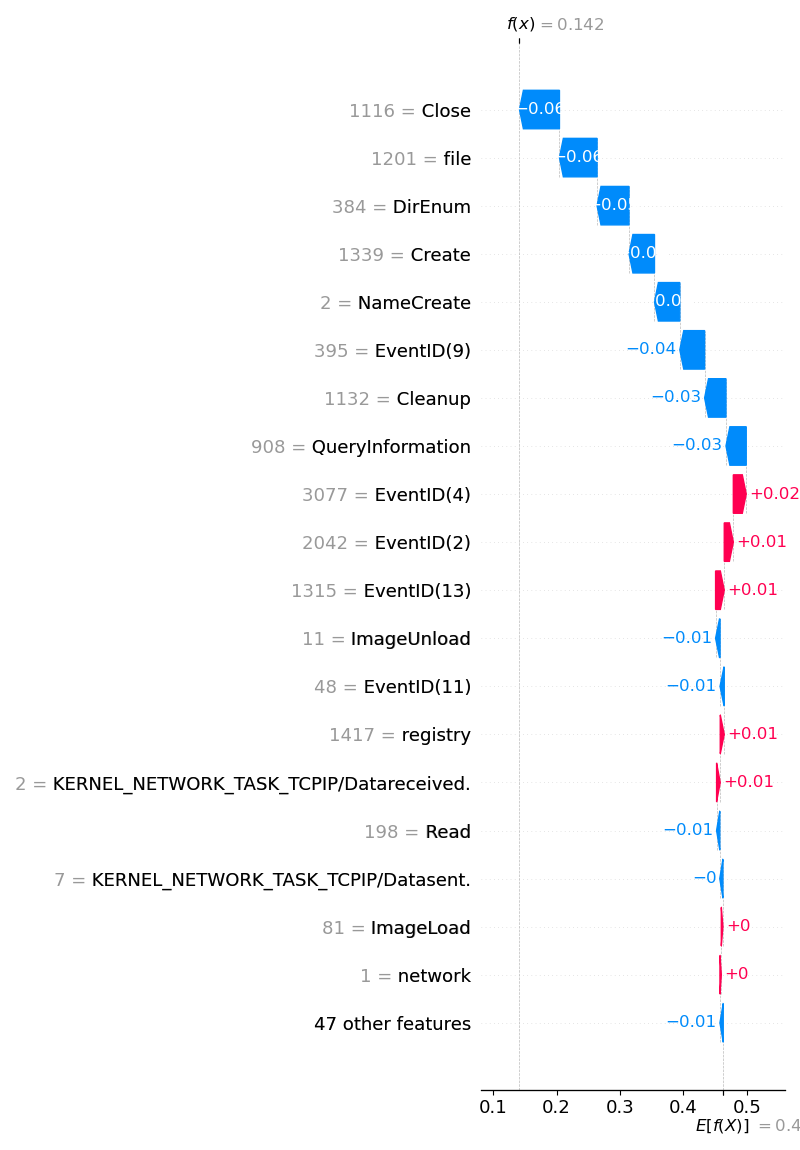 f(x) = 0.142
1116 = Close −0.06
1201 = file −0.06
384 = DirEnum −0.05
1339 = Create
2 = NameCreate
395 = EventID(9) −0.04
1132 = Cleanup −0.03
908 = QueryInformation −0.03
3077 = EventID(4) +0.02
2042 = EventID(2) +0.01
1315 = EventID(13) +0.01
11 = ImageUnload −0.01
48 = EventID(11) −0.01
1417 = registry +0.01
2 = KERNEL_NETWORK_TASK_TCPIP/Datareceived. +0.01
198 = Read −0.01
7 = KERNEL_NETWORK_TASK_TCPIP/Datasent. −0
81 = ImageLoad +0
1 = network +0
47 other features −0.01
0.1 0.2 0.3 0.4 0.5
E[f(X)] = 0.4